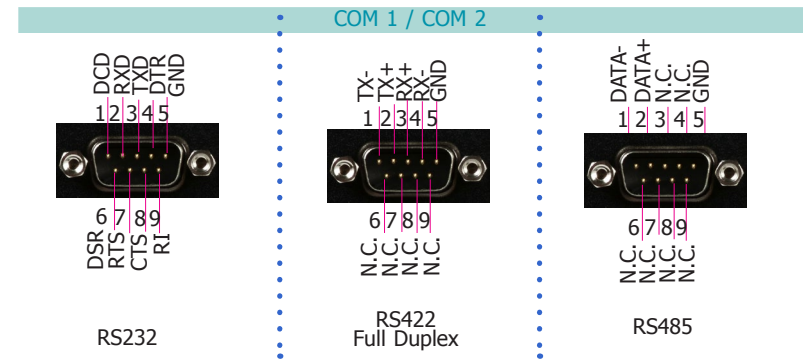 COM 1 / COM 2
DCD
RXD
TXD
DTR
GND
1 2 3 4 5
6 7 8 9
DSR
RTS
CTS
RI
RS232
TX-
TX+
RX+
RX-
GND
1 2 3 4 5
6 7 8 9
N.C.
N.C.
N.C.
N.C.
RS422
Full Duplex
DATA-
DATA+
N.C.
N.C.
GND
1 2 3 4 5
6 7 8 9
N.C.
N.C.
N.C.
N.C.
RS485